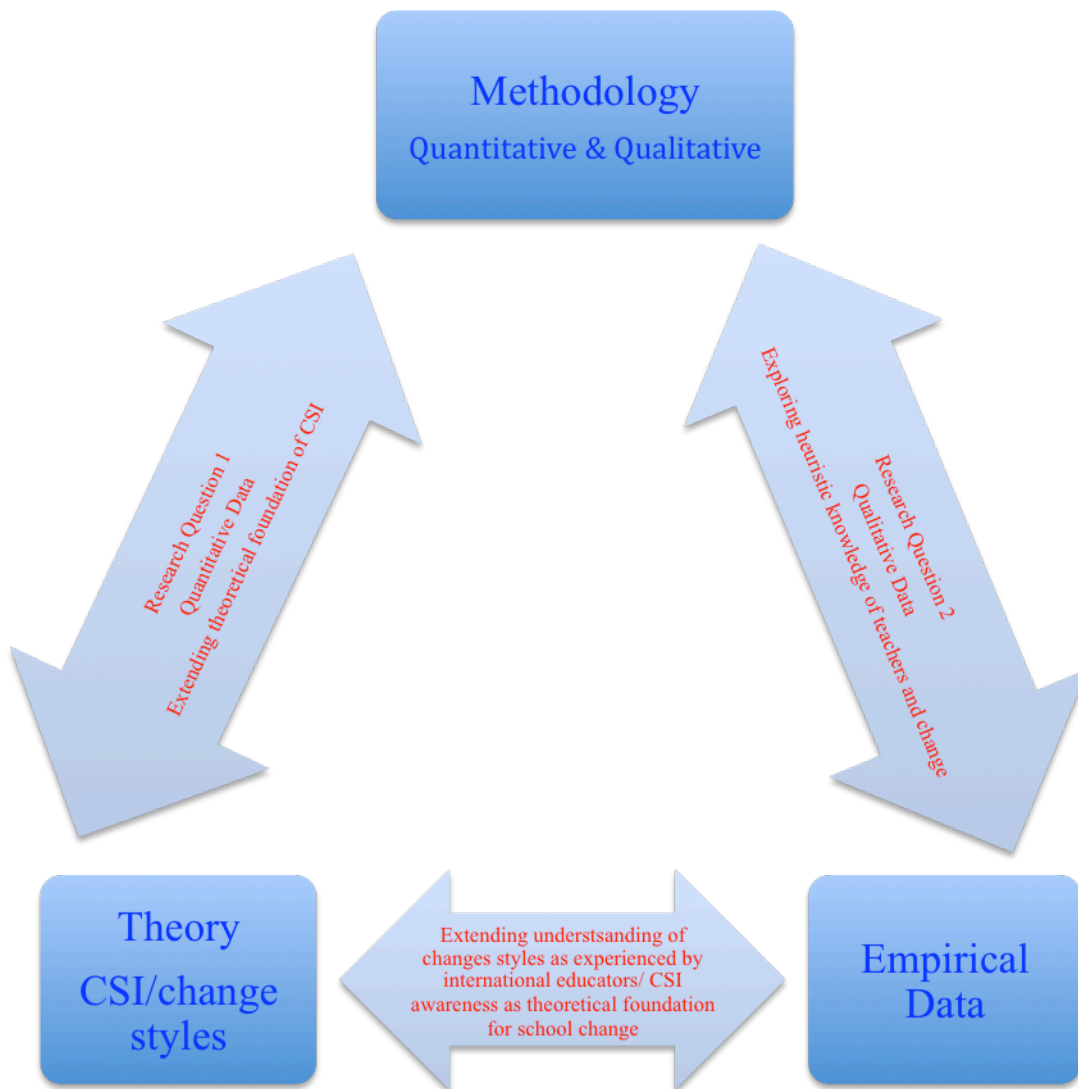 Methodology
Quantitative & Qualitative
Research Question 1
Quantitative Data
Extending theoretical foundation of CSI
Research Question 2
Qualitative Data
Exploring heuristic knowledge of teachers and change
Theory
CSI/change
styles
Extending understsanding of
changes styles as experienced by
international educators/ CSI
awareness as theoretical foundation
for school change
Empirical
Data